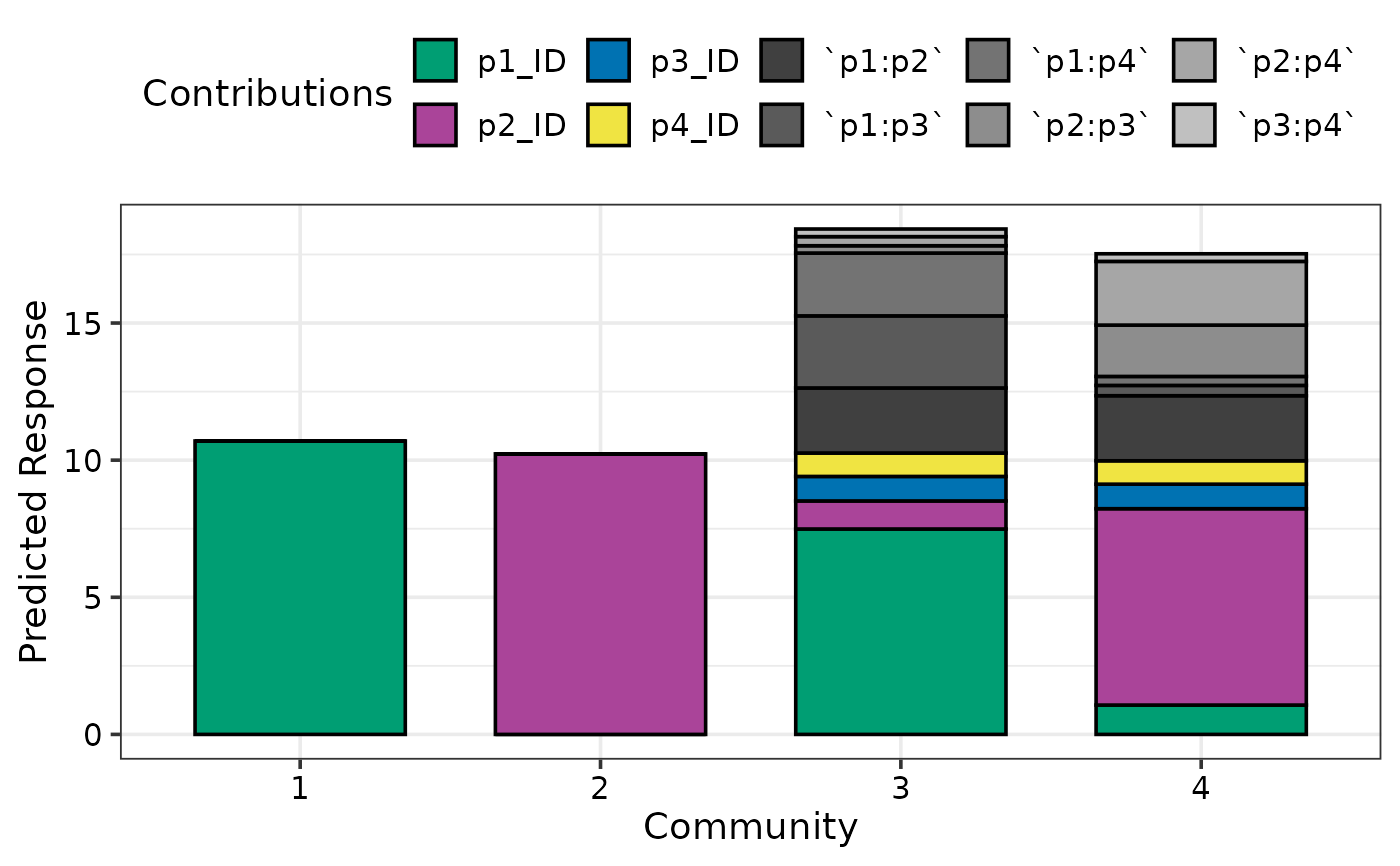 Contributions
p1_ID p3_ID `p1:p2` `p1:p4` `p2:p4`
p2_ID p4_ID `p1:p3` `p2:p3` `p3:p4`
Predicted Response
15
10
5
0
1 2 3 4
Community